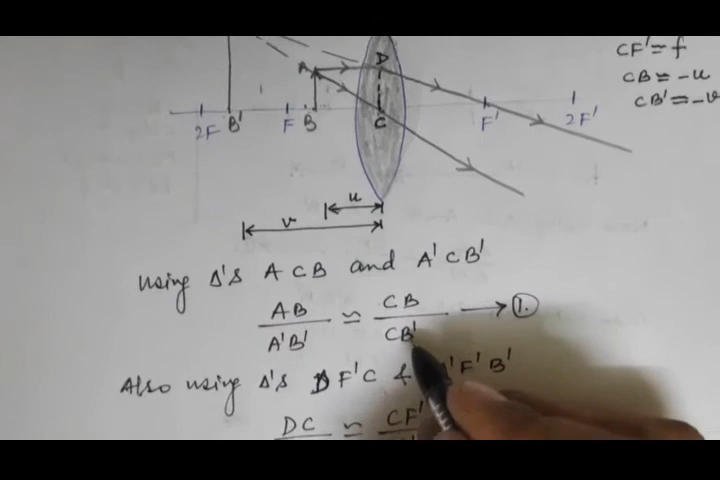 CF' = f
CB = -u
CB' = -v
A
D
C
2F B' F B F' 2F'
u
v
Using Δ'S ACB and A'CB'
AB / A'B' ≃ CB / CB' → ①
Also using Δ'S DF'C & A'F'B'
DC ≃ CF'